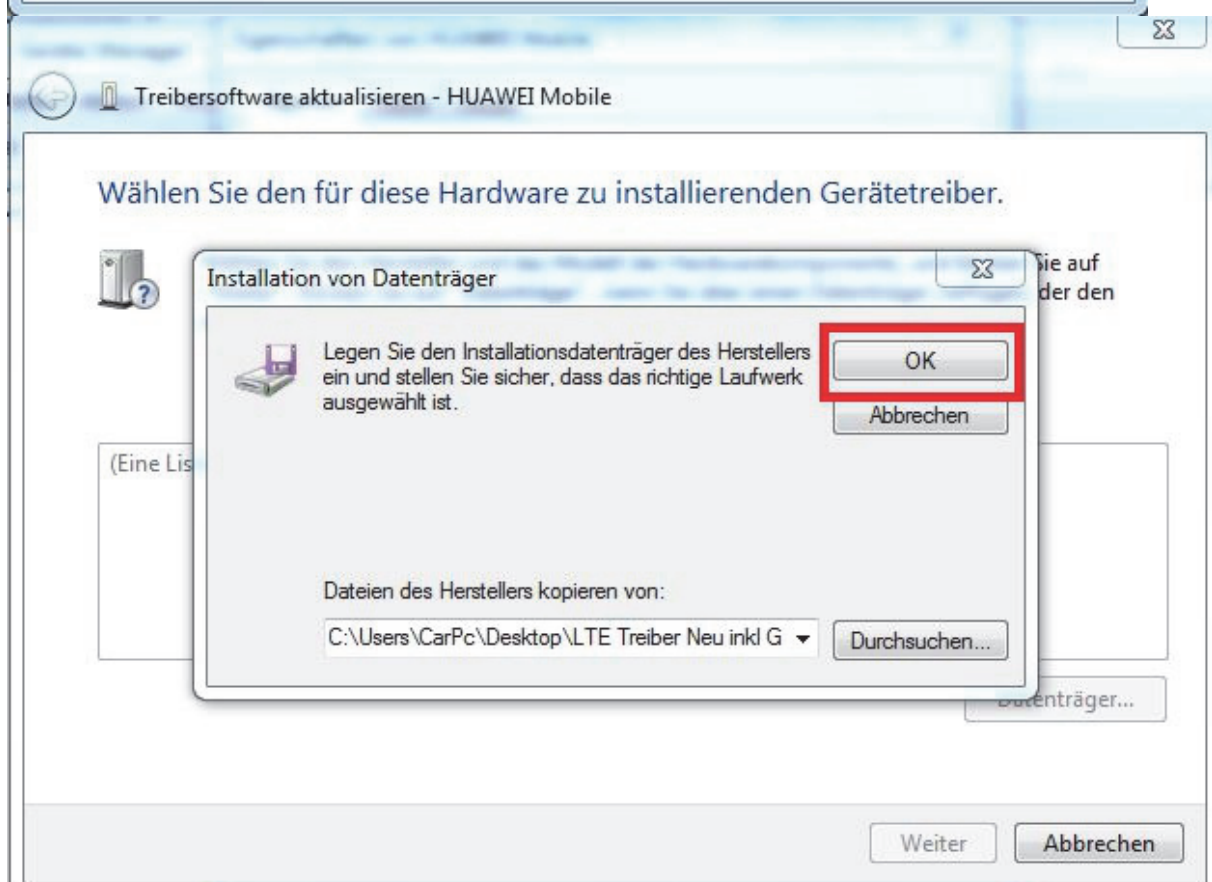 Treibersoftware aktualisieren - HUAWEI Mobile
Wählen Sie den für diese Hardware zu installierenden Gerätetreiber.
Sie auf
der den
Installation von Datenträger
Legen Sie den Installationsdatenträger des Herstellers
ein und stellen Sie sicher, dass das richtige Laufwerk
ausgewählt ist.
OK
Abbrechen
(Eine Lis
Dateien des Herstellers kopieren von:
C:\Users\CarPc\Desktop\LTE Treiber Neu inkl G
Durchsuchen...
Datenträger...
Weiter
Abbrechen